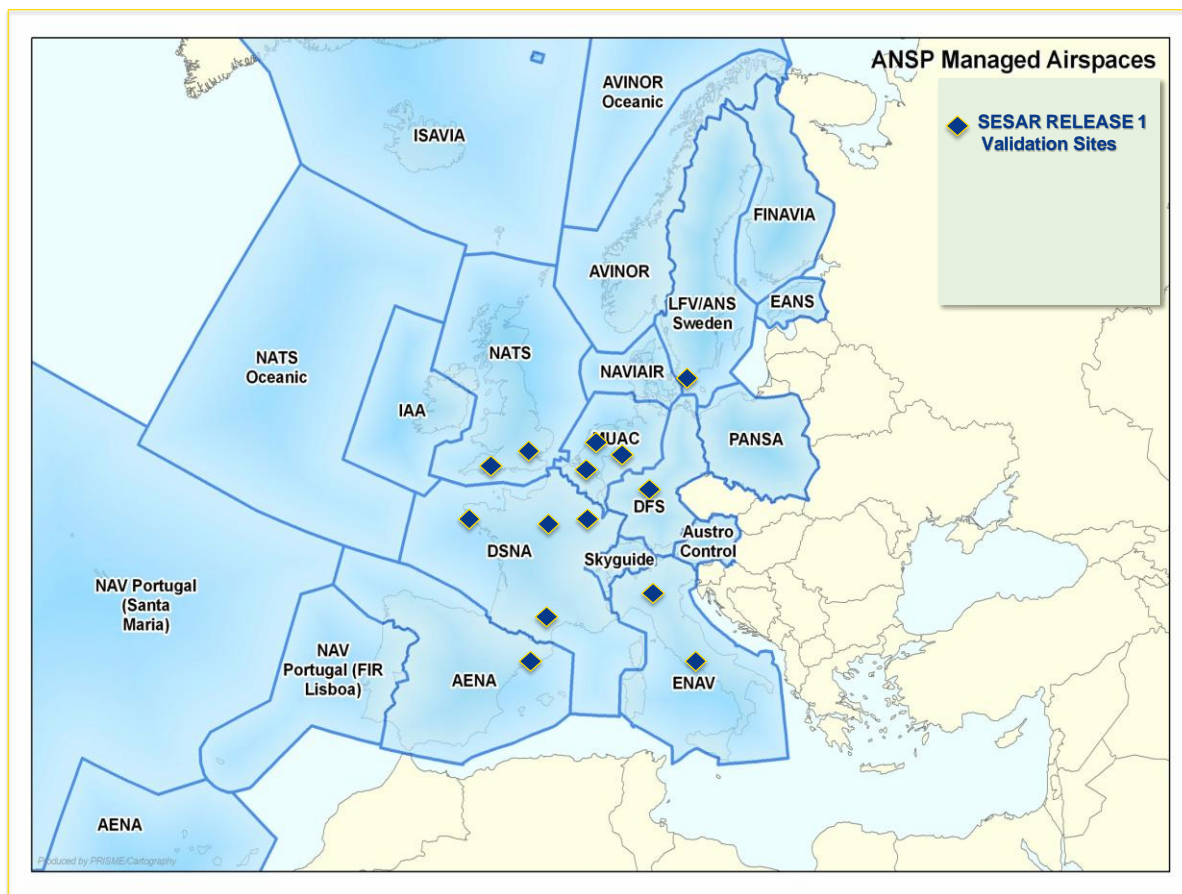 ANSP Managed Airspaces
SESAR RELEASE 1
Validation Sites
AVINOR
Oceanic
ISAVIA
FINAVIA
AVINOR
LFV/ANS
Sweden
EANS
NATS
Oceanic
NATS
NAVIAIR
IAA
MUAC
PANSA
DFS
DSNA
Austro
Control
Skyguide
NAV Portugal
(Santa
Maria)
NAV
Portugal (FIR
Lisboa)
AENA
ENAV
AENA
Produced by PRISME/Cartography